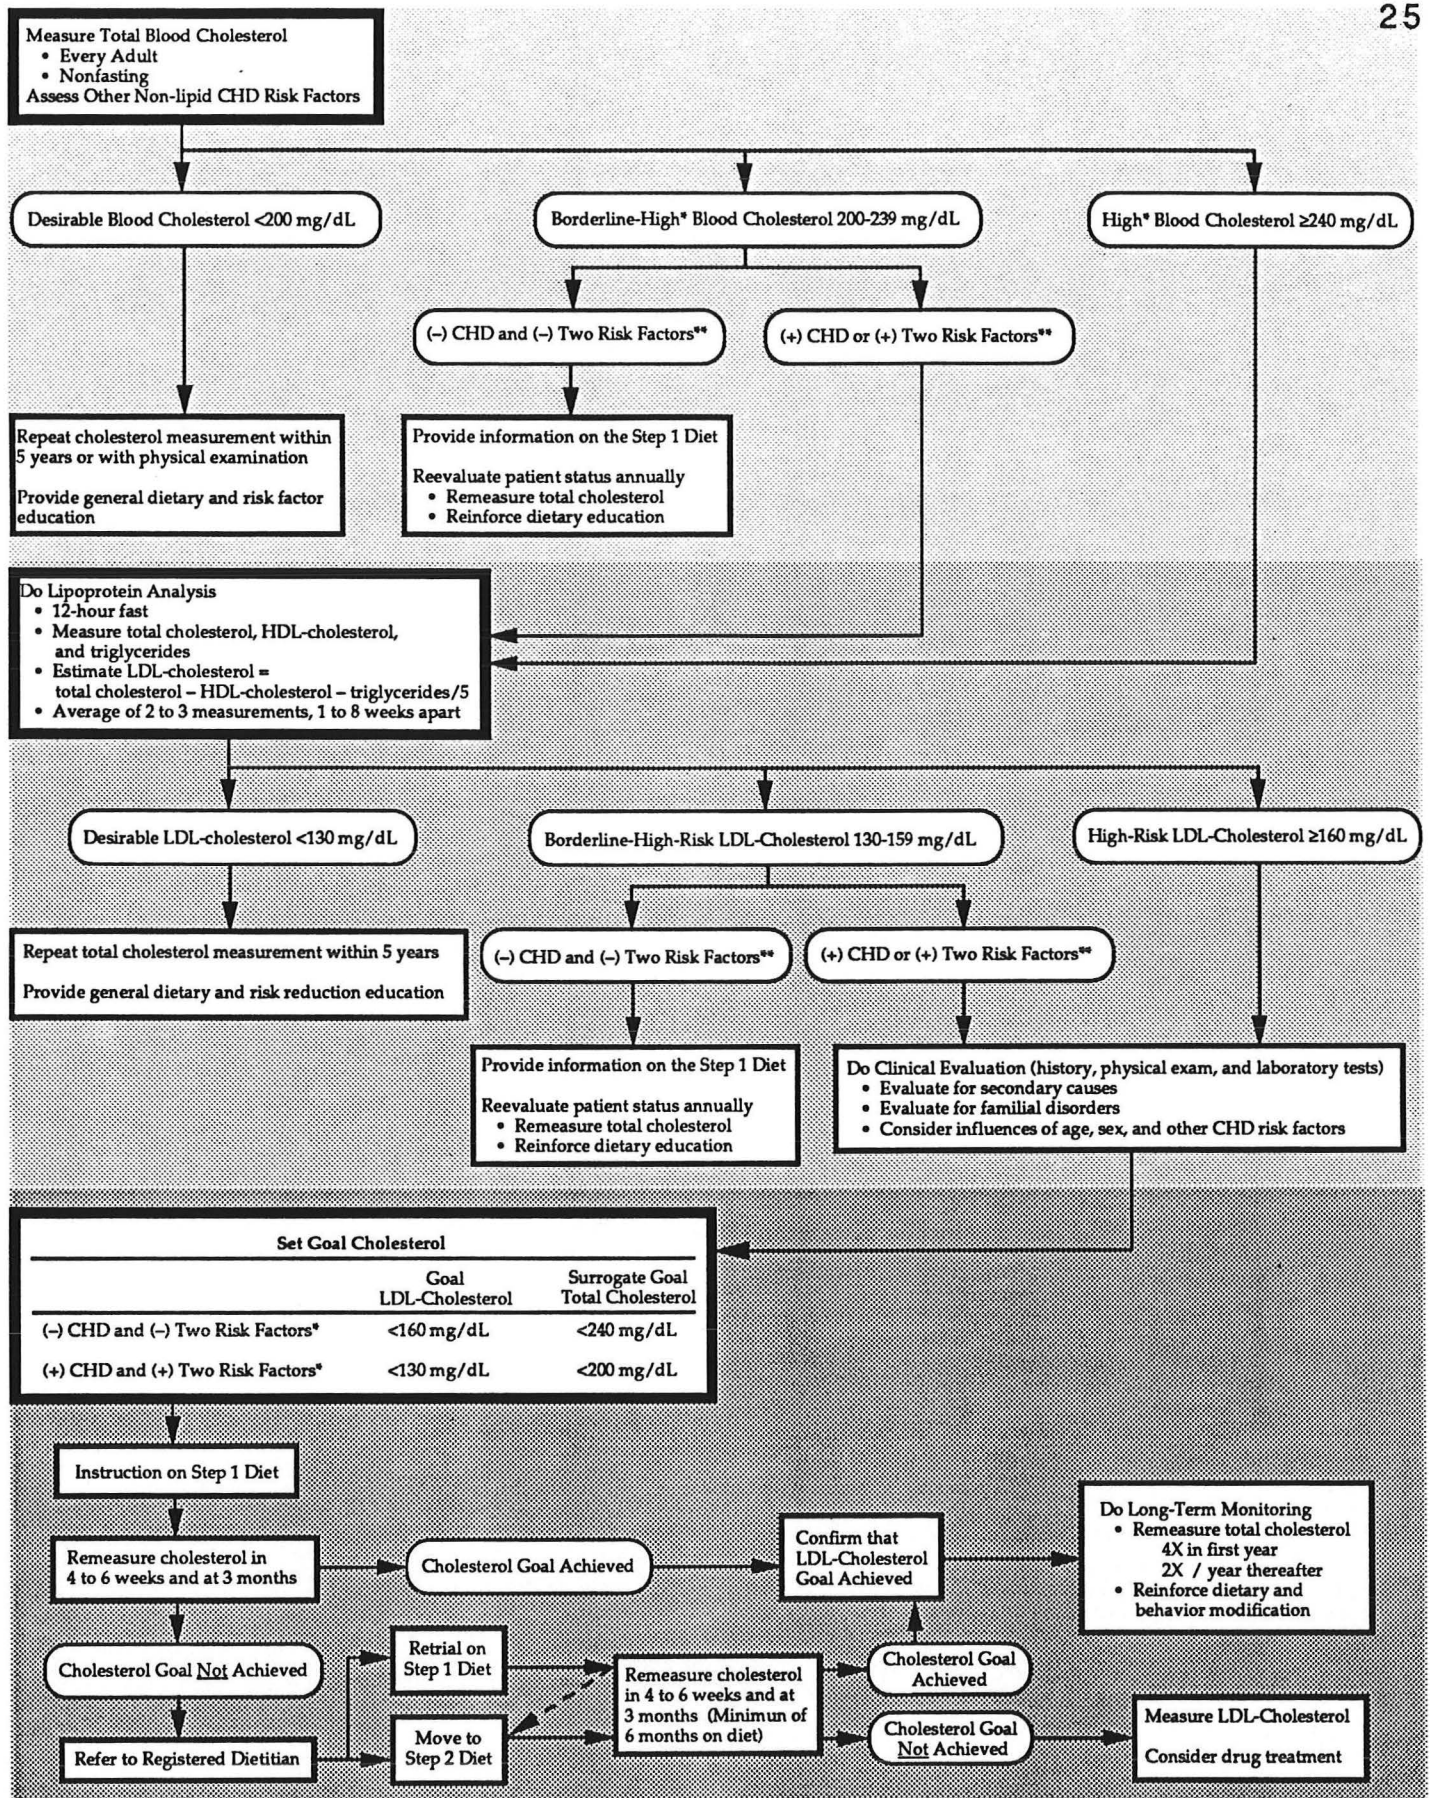 25
Measure Total Blood Cholesterol
• Every Adult
• Nonfasting
Assess Other Non-lipid CHD Risk Factors
Desirable Blood Cholesterol <200 mg/dL
Borderline-High* Blood Cholesterol 200-239 mg/dL
High* Blood Cholesterol ≥240 mg/dL
(–) CHD and (–) Two Risk Factors**
(+) CHD or (+) Two Risk Factors**
Repeat cholesterol measurement within
5 years or with physical examination
Provide general dietary and risk factor
education
Provide information on the Step 1 Diet
Reevaluate patient status annually
• Remeasure total cholesterol
• Reinforce dietary education
Do Lipoprotein Analysis
• 12-hour fast
• Measure total cholesterol, HDL-cholesterol,
and triglycerides
• Estimate LDL-cholesterol =
total cholesterol – HDL-cholesterol – triglycerides/5
• Average of 2 to 3 measurements, 1 to 8 weeks apart
Desirable LDL-cholesterol <130 mg/dL
Borderline-High-Risk LDL-Cholesterol 130-159 mg/dL
High-Risk LDL-Cholesterol ≥160 mg/dL
(–) CHD and (–) Two Risk Factors**
(+) CHD or (+) Two Risk Factors**
Repeat total cholesterol measurement within 5 years
Provide general dietary and risk reduction education
Provide information on the Step 1 Diet
Reevaluate patient status annually
• Remeasure total cholesterol
• Reinforce dietary education
Do Clinical Evaluation (history, physical exam, and laboratory tests)
• Evaluate for secondary causes
• Evaluate for familial disorders
• Consider influences of age, sex, and other CHD risk factors
Set Goal Cholesterol
Goal
LDL-Cholesterol
Surrogate Goal
Total Cholesterol
(–) CHD and (–) Two Risk Factors* <160 mg/dL <240 mg/dL
(+) CHD and (+) Two Risk Factors* <130 mg/dL <200 mg/dL
Instruction on Step 1 Diet
Remeasure cholesterol in
4 to 6 weeks and at 3 months
Cholesterol Goal Achieved
Confirm that
LDL-Cholesterol
Goal Achieved
Do Long-Term Monitoring
• Remeasure total cholesterol
4X in first year
2X / year thereafter
• Reinforce dietary and
behavior modification
Cholesterol Goal Not Achieved
Retrial on
Step 1 Diet
Remeasure cholesterol
in 4 to 6 weeks and at
3 months (Minimun of
6 months on diet)
Cholesterol Goal
Achieved
Refer to Registered Dietitian
Move to
Step 2 Diet
Cholesterol Goal
Not Achieved
Measure LDL-Cholesterol
Consider drug treatment